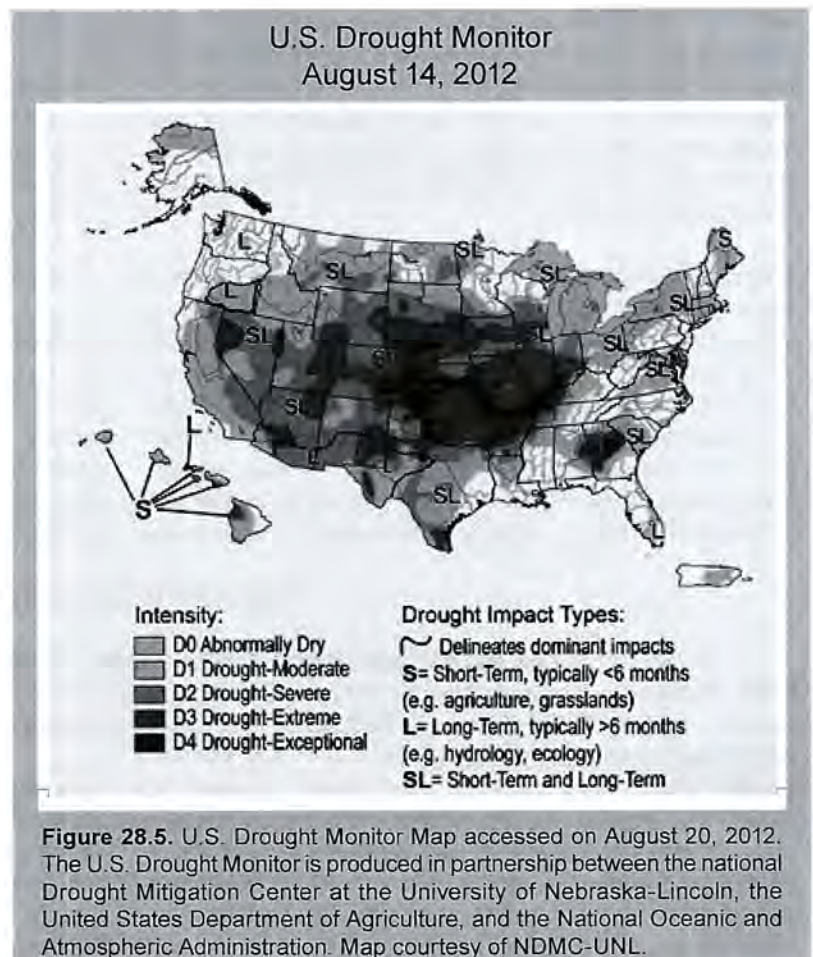 U.S. Drought Monitor
August 14, 2012
S
L
SL
SL
SL
L
SL
SL
SL
SL
SL
SL
L
L
SL
L
SL
S
L
Intensity:
D0 Abnormally Dry
D1 Drought-Moderate
D2 Drought-Severe
D3 Drought-Extreme
D4 Drought-Exceptional
Drought Impact Types:
Delineates dominant impacts
S= Short-Term, typically <6 months
(e.g. agriculture, grasslands)
L= Long-Term, typically >6 months
(e.g. hydrology, ecology)
SL= Short-Term and Long-Term
Figure 28.5. U.S. Drought Monitor Map accessed on August 20, 2012.
The U.S. Drought Monitor is produced in partnership between the national
Drought Mitigation Center at the University of Nebraska-Lincoln, the
United States Department of Agriculture, and the National Oceanic and
Atmospheric Administration. Map courtesy of NDMC-UNL.